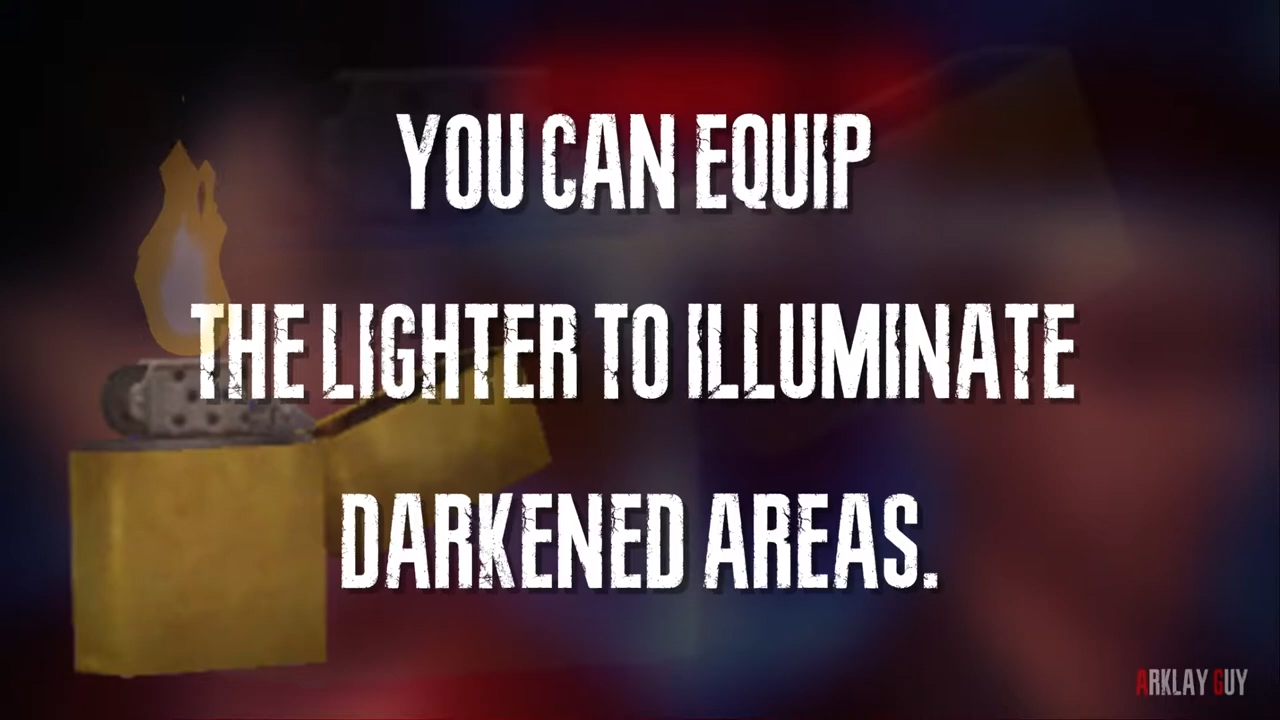 YOU CAN EQUIP
THE LIGHTER TO ILLUMINATE
DARKENED AREAS.
ARKLAY GUY